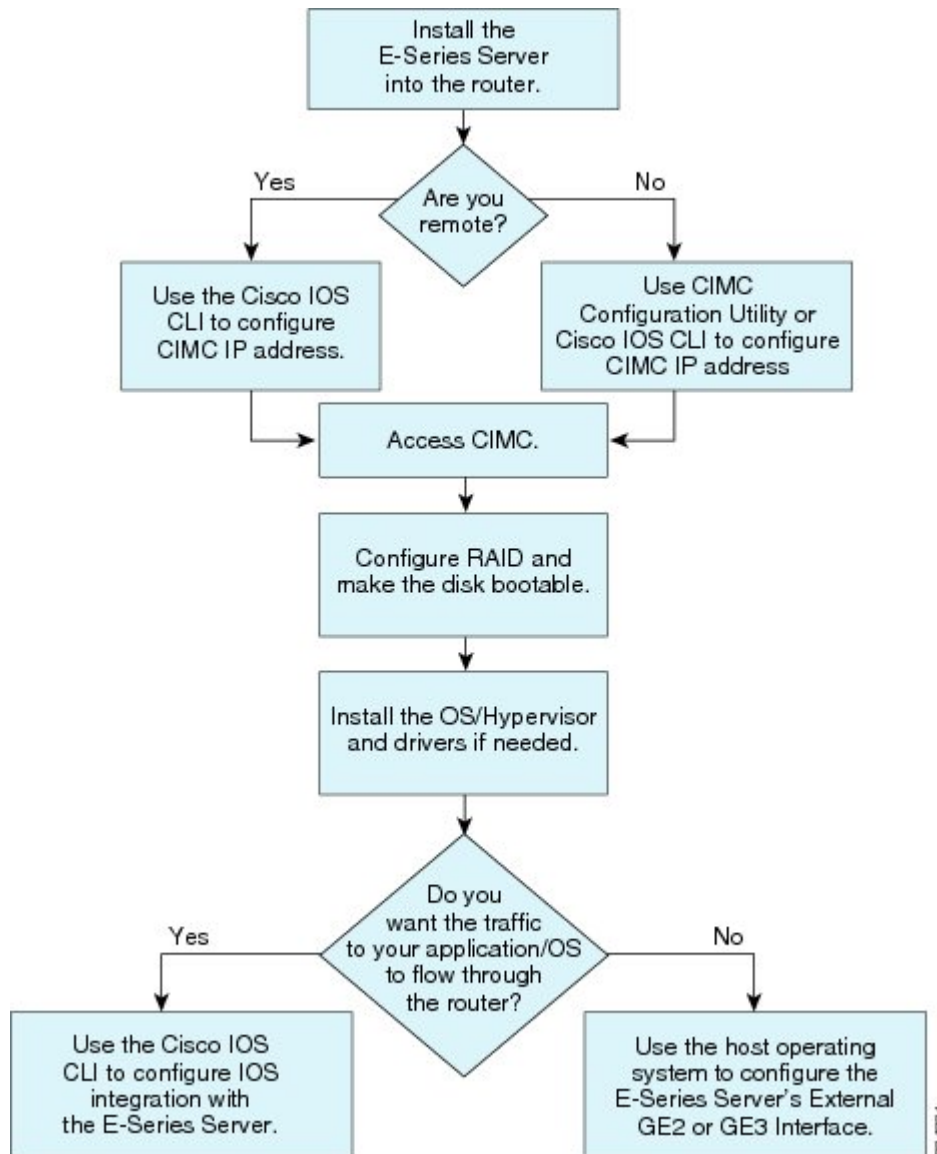 Install the
E-Series Server
into the router.
Yes
No
Are you
remote?
Use the Cisco IOS
CLI to configure
CIMC IP address.
Use CIMC
Configuration Utility or
Cisco IOS CLI to configure
CIMC IP address
Access CIMC.
Configure RAID and
make the disk bootable.
Install the OS/Hypervisor
and drivers if needed.
Do you
want the traffic
to your application/OS
to flow through
the router?
Yes
No
Use the Cisco IOS
CLI to configure IOS
integration with
the E-Series Server.
Use the host operating
system to configure the
E-Series Server's External
GE2 or GE3 Interface.